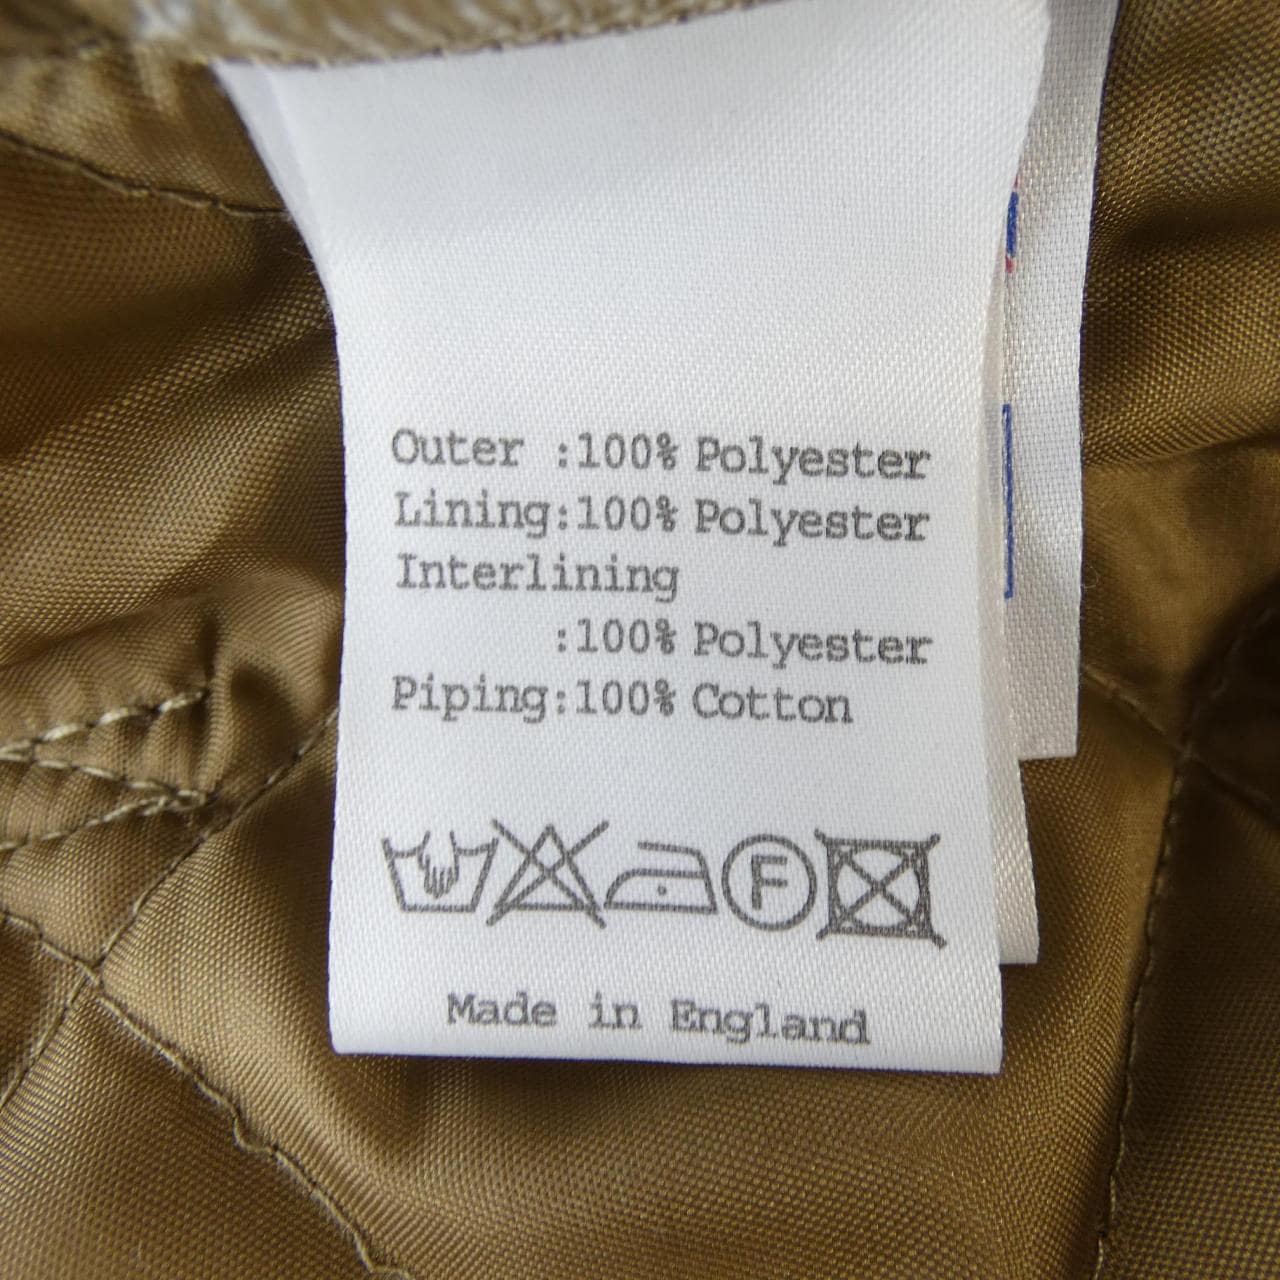 Outer :100% Polyester
Lining:100% Polyester
Interlining
:100% Polyester
Piping:100% Cotton
F
Made in England